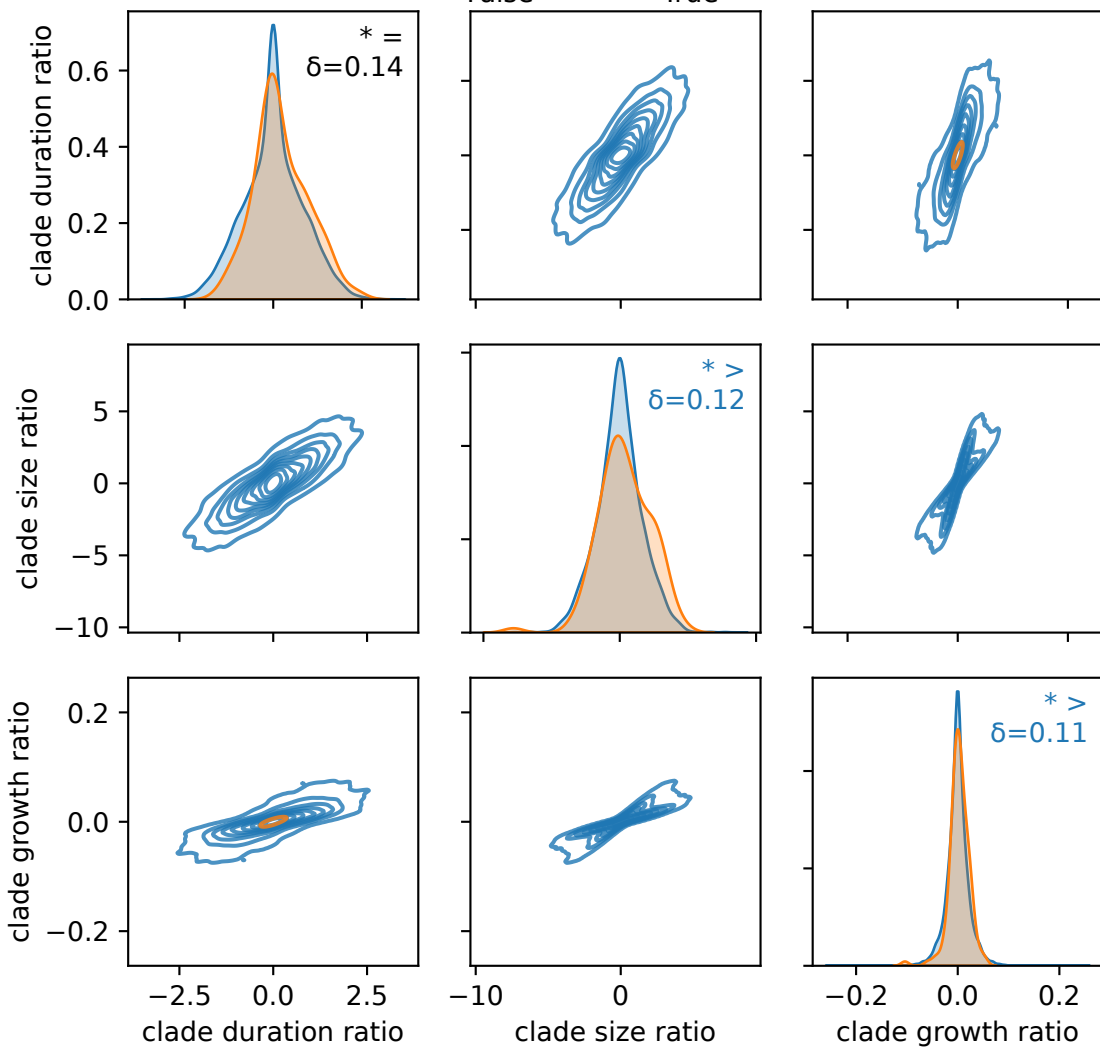 True
clade duration ratio
0.6
0.4
0.2
0.0
* =
δ=0.14
clade size ratio
5
0
−5
−10
* >
δ=0.12
clade growth ratio
0.2
0.0
−0.2
* >
δ=0.11
−2.5 0.0 2.5
−10 0
−0.2 0.0 0.2
clade duration ratio
clade size ratio
clade growth ratio